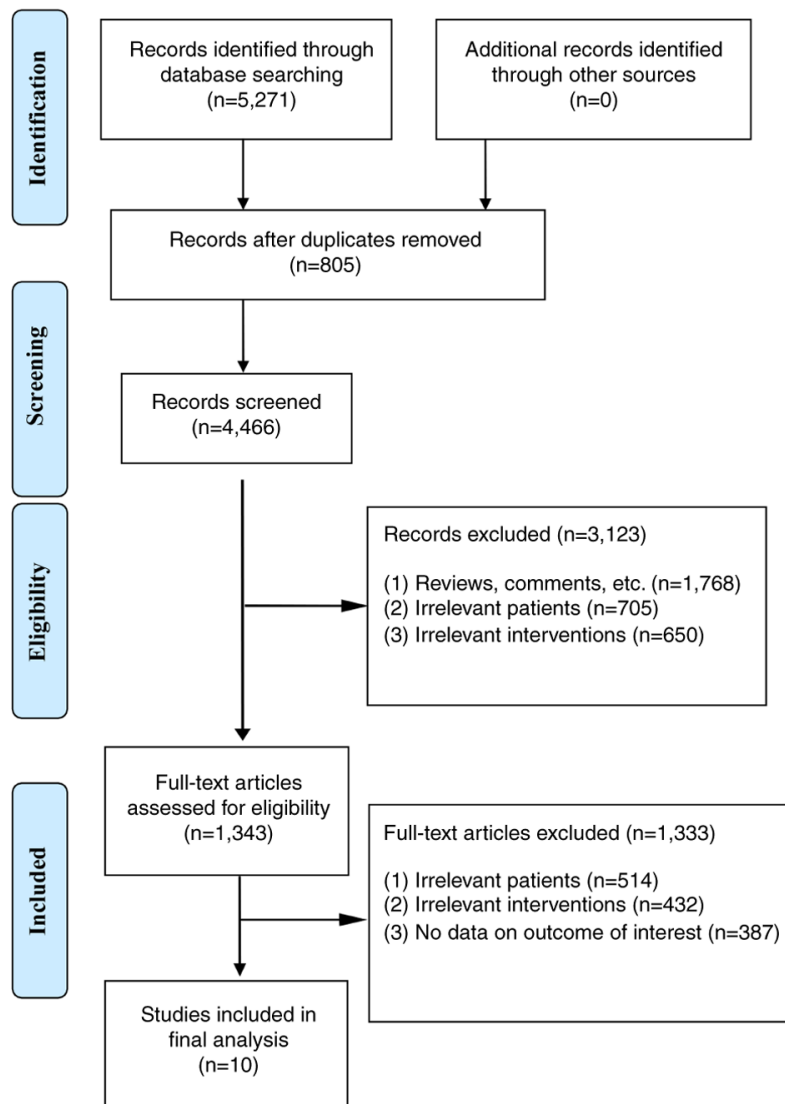 Identification
Records identified through
database searching
(n=5,271)
Additional records identified
through other sources
(n=0)
Records after duplicates removed
(n=805)
Screening
Records screened
(n=4,466)
Eligibility
Records excluded (n=3,123)
(1) Reviews, comments, etc. (n=1,768)
(2) Irrelevant patients (n=705)
(3) Irrelevant interventions (n=650)
Included
Full-text articles
assessed for eligibility
(n=1,343)
Full-text articles excluded (n=1,333)
(1) Irrelevant patients (n=514)
(2) Irrelevant interventions (n=432)
(3) No data on outcome of interest (n=387)
Studies included in
final analysis
(n=10)